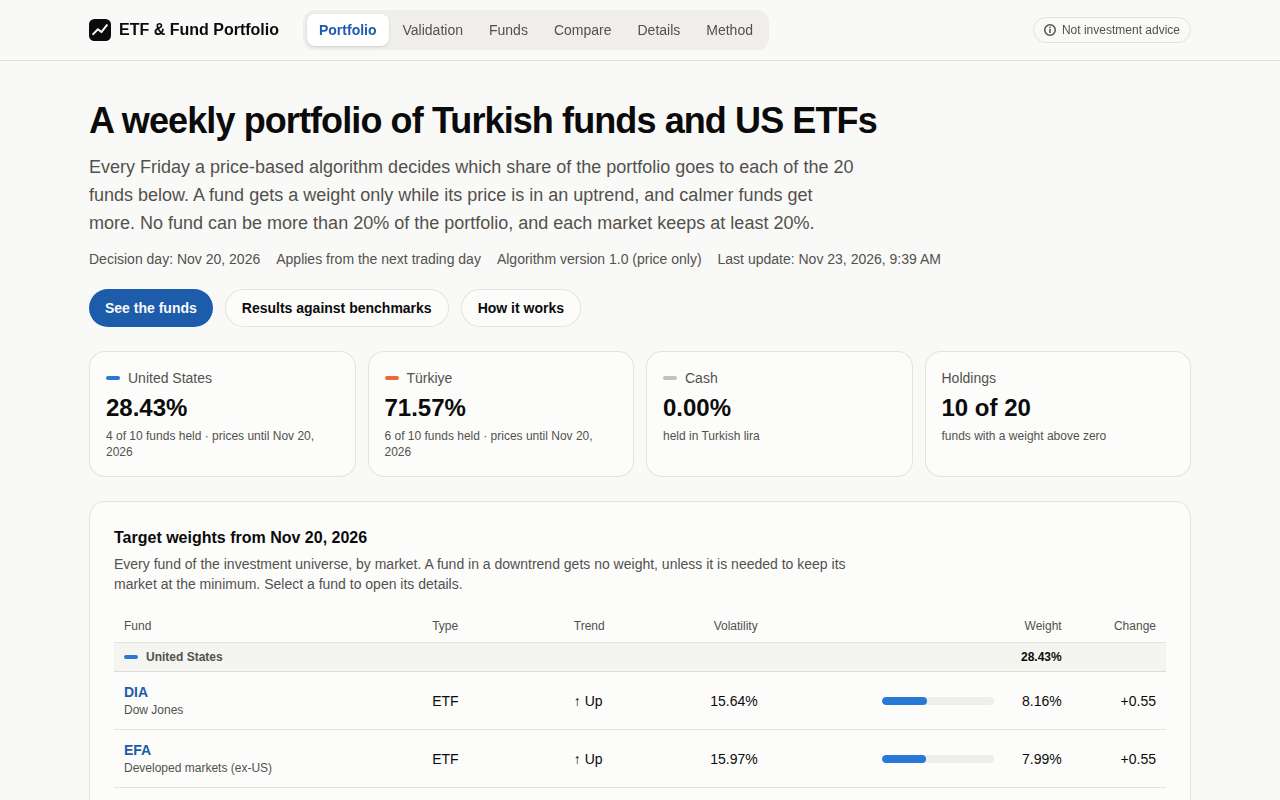 ETF & Fund Portfolio
Portfolio
Validation
Funds
Compare
Details
Method
Not investment advice
A weekly portfolio of Turkish funds and US ETFs
Every Friday a price-based algorithm decides which share of the portfolio goes to each of the 20
funds below. A fund gets a weight only while its price is in an uptrend, and calmer funds get
more. No fund can be more than 20% of the portfolio, and each market keeps at least 20%.
Decision day: Nov 20, 2026 Applies from the next trading day Algorithm version 1.0 (price only) Last update: Nov 23, 2026, 9:39 AM
See the funds
Results against benchmarks
How it works
United States
28.43%
4 of 10 funds held · prices until Nov 20,
2026
Türkiye
71.57%
6 of 10 funds held · prices until Nov 20,
2026
Cash
0.00%
held in Turkish lira
Holdings
10 of 20
funds with a weight above zero
Target weights from Nov 20, 2026
Every fund of the investment universe, by market. A fund in a downtrend gets no weight, unless it is needed to keep its
market at the minimum. Select a fund to open its details.
Fund Type Trend Volatility Weight Change
United States 28.43%
DIA
Dow Jones
ETF ↑ Up 15.64% 8.16% +0.55
EFA
Developed markets (ex-US)
ETF ↑ Up 15.97% 7.99% +0.55